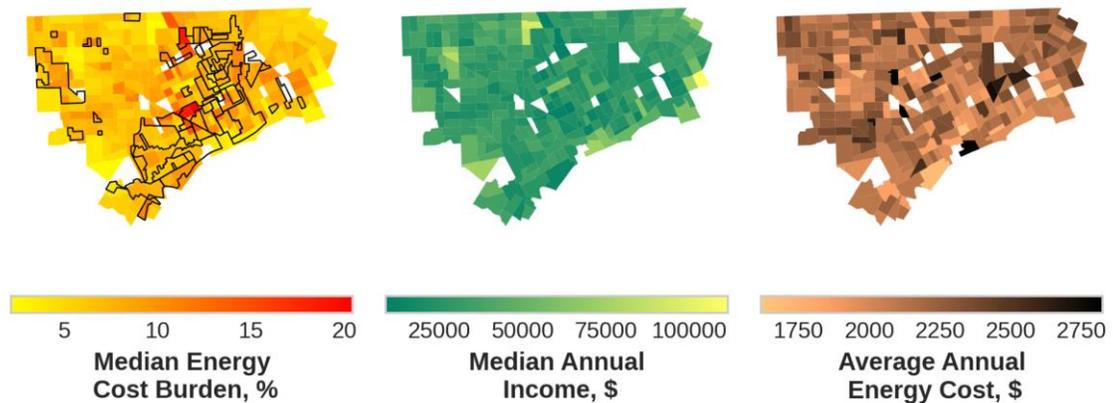 5 10 15 20
25000 50000 75000 100000
1750 2000 2250 2500 2750
Median Energy
Cost Burden, %
Median Annual
Income, $
Average Annual
Energy Cost, $